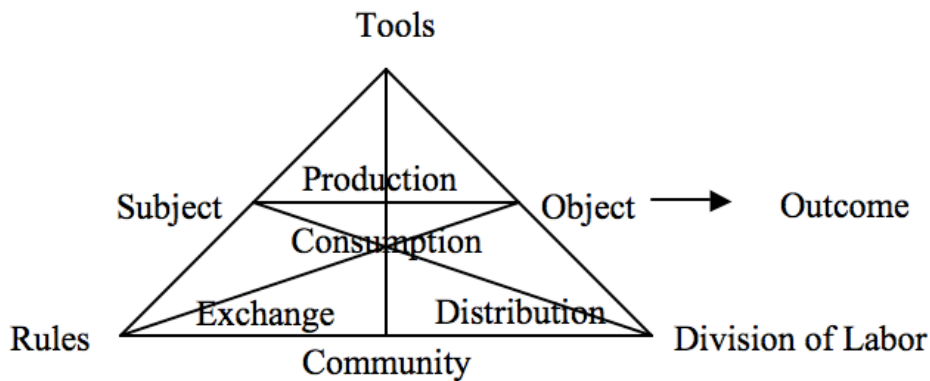 Tools
Production
Subject
Object
Outcome
Consumption
Exchange
Distribution
Rules
Division of Labor
Community